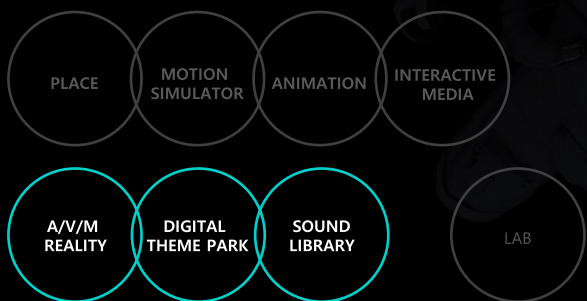 PLACE
MOTION
SIMULATOR
ANIMATION
INTERACTIVE
MEDIA
A/V/M
REALITY
DIGITAL
THEME PARK
SOUND
LIBRARY
LAB